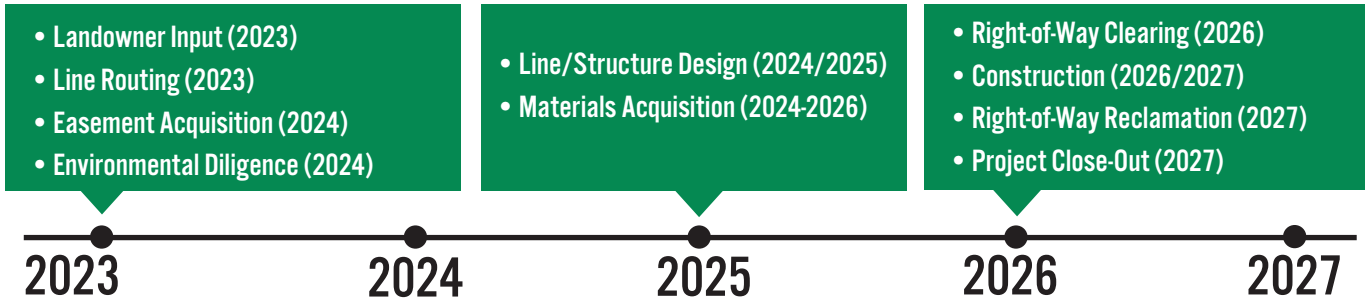 • Landowner Input (2023)
• Line Routing (2023)
• Easement Acquisition (2024)
• Environmental Diligence (2024)
• Line/Structure Design (2024/2025)
• Materials Acquisition (2024-2026)
• Right-of-Way Clearing (2026)
• Construction (2026/2027)
• Right-of-Way Reclamation (2027)
• Project Close-Out (2027)
2023 2024 2025 2026 2027